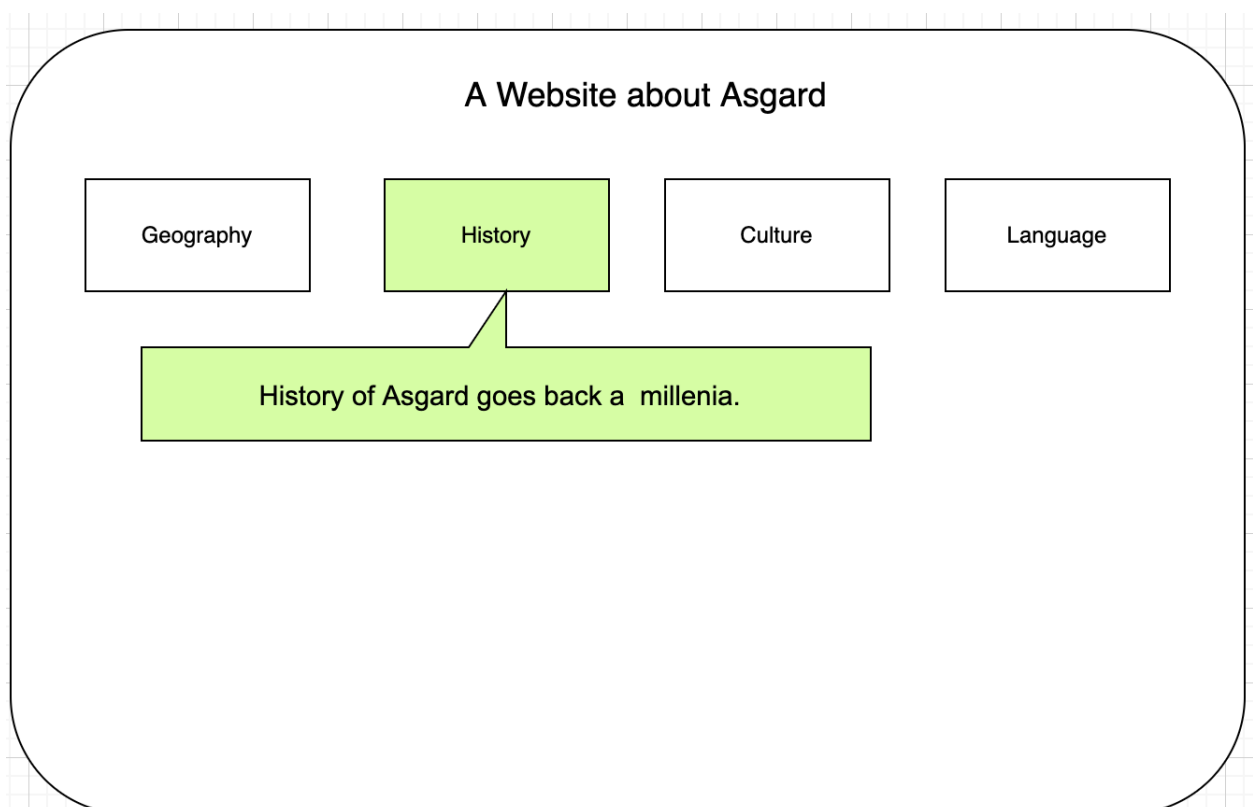 A Website about Asgard
Geography
History
Culture
Language
History of Asgard goes back a  millenia.